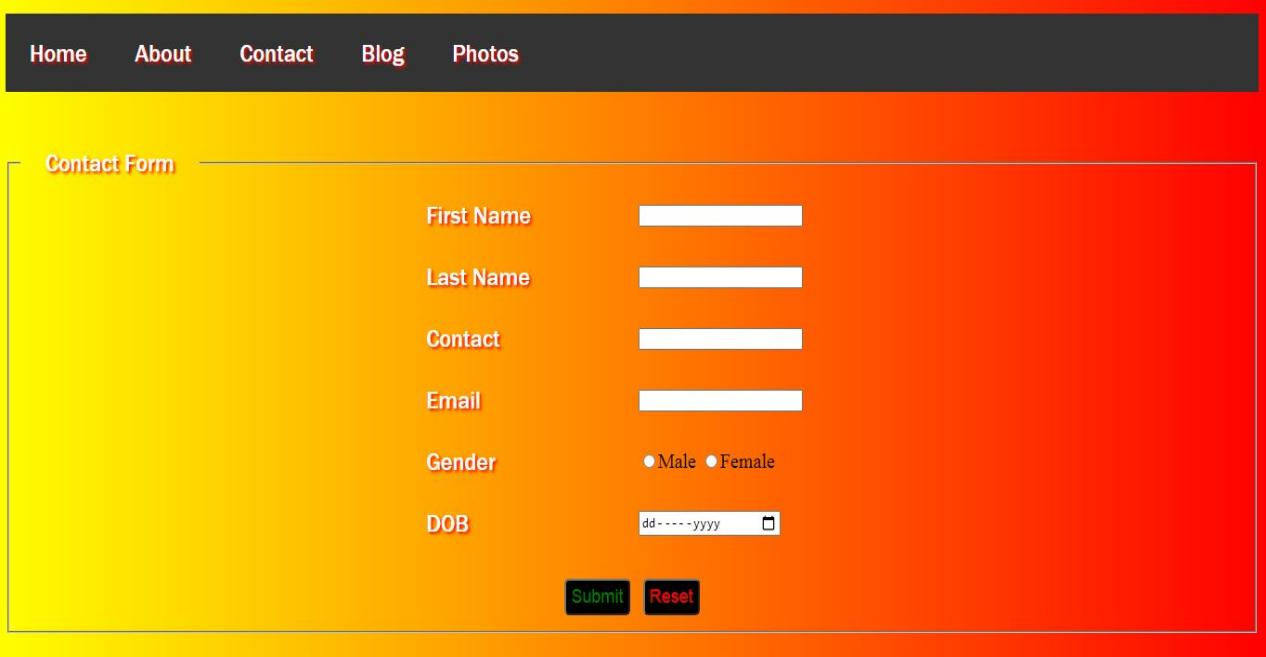 Home About Contact Blog Photos
Contact Form
First Name
Last Name
Contact
Email
Gender Male Female
DOB dd-----yyyy
Submit Reset